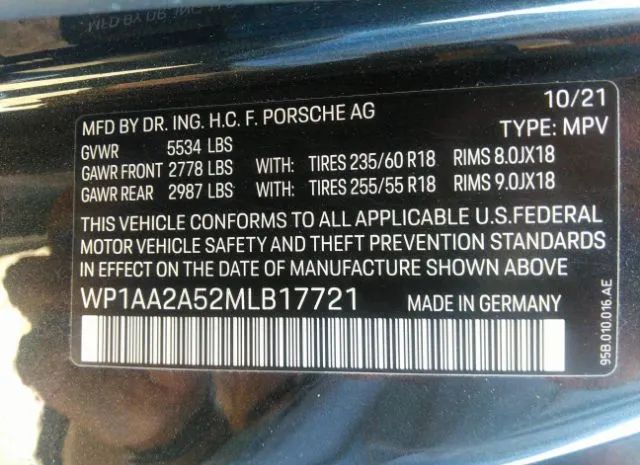 MFD BY DR. ING. H.C. F. PORSCHE AG 10/21
GVWR 5534 LBS TYPE: MPV
GAWR FRONT 2778 LBS WITH: TIRES 235/60 R18 RIMS 8.0JX18
GAWR REAR 2987 LBS WITH: TIRES 255/55 R18 RIMS 9.0JX18
THIS VEHICLE CONFORMS TO ALL APPLICABLE U.S.FEDERAL
MOTOR VEHICLE SAFETY AND THEFT PREVENTION STANDARDS
IN EFFECT ON THE DATE OF MANUFACTURE SHOWN ABOVE
WP1AA2A52MLB17721 MADE IN GERMANY
95B.010.016.AE